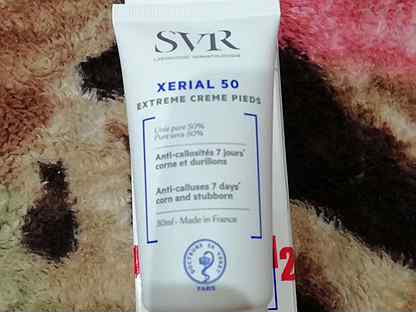 SVR
LABORATOIRE DERMATOLOGIQUE
XERIAL 50
EXTREME CREME PIEDS
Urée pure 50%
Pure urea 50%
Anti-callosités 7 jours*
corne et durillons
Anti-calluses 7 days*
corn and stubborn
50ml - Made in France
PARIS
2